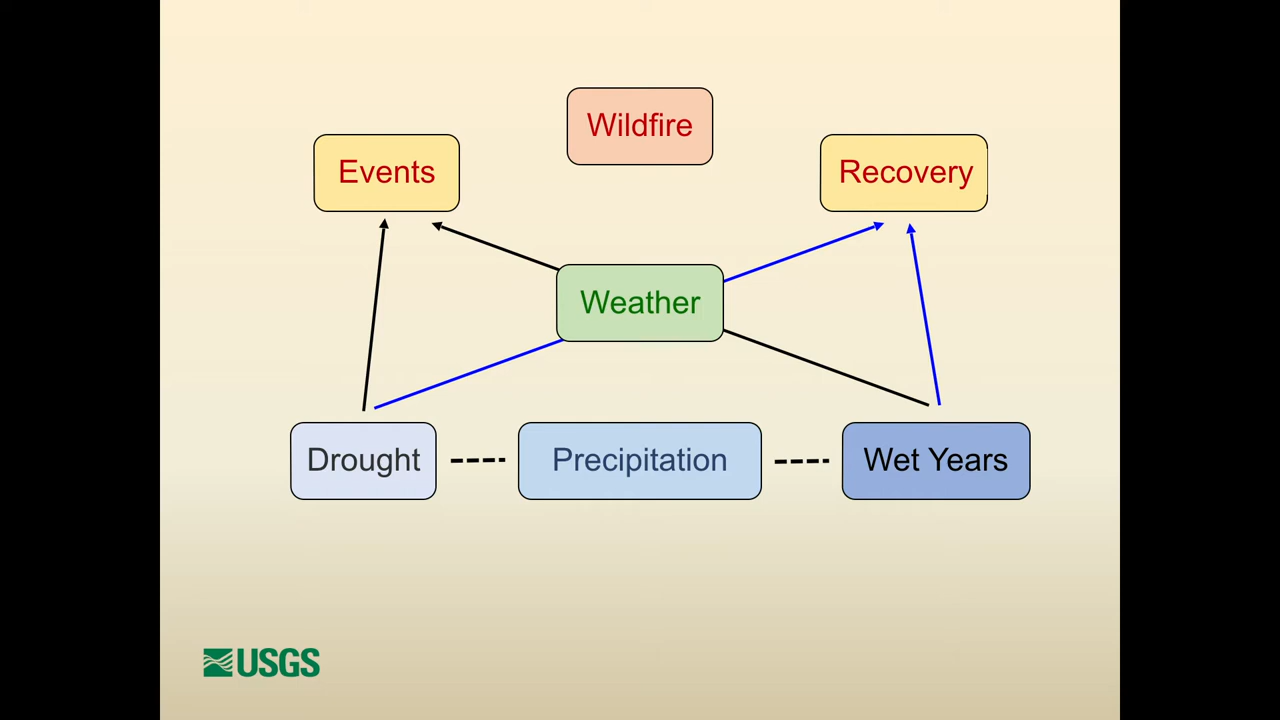 Wildfire
Events
Recovery
Weather
Drought
Precipitation
Wet Years
USGS